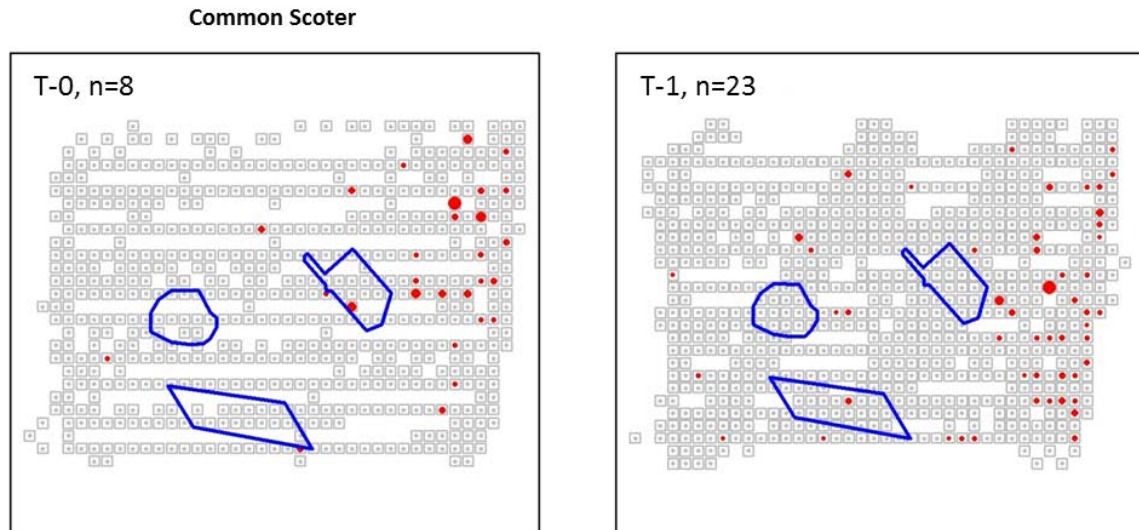 Common Scoter
T-0, n=8
T-1, n=23